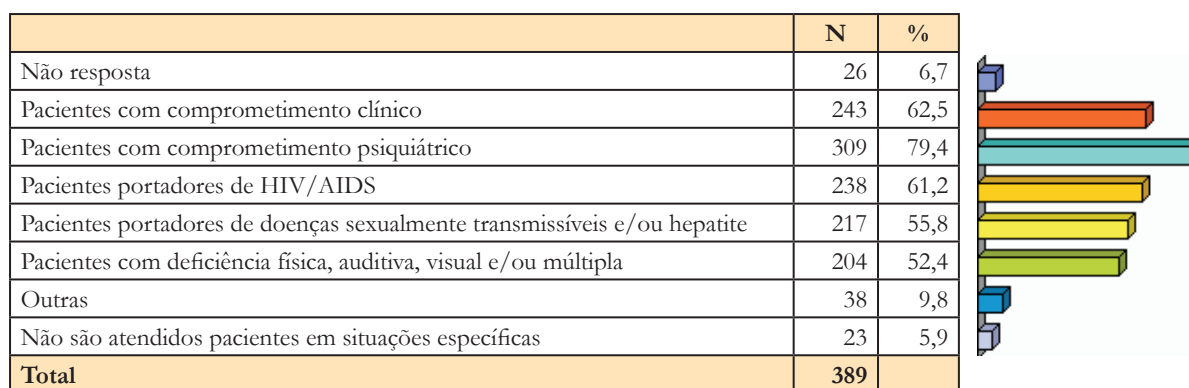 N %
Não resposta 26 6,7
Pacientes com comprometimento clínico 243 62,5
Pacientes com comprometimento psiquiátrico 309 79,4
Pacientes portadores de HIV/AIDS 238 61,2
Pacientes portadores de doenças sexualmente transmissíveis e/ou hepatite 217 55,8
Pacientes com deficiência física, auditiva, visual e/ou múltipla 204 52,4
Outras 38 9,8
Não são atendidos pacientes em situações específicas 23 5,9
Total 389